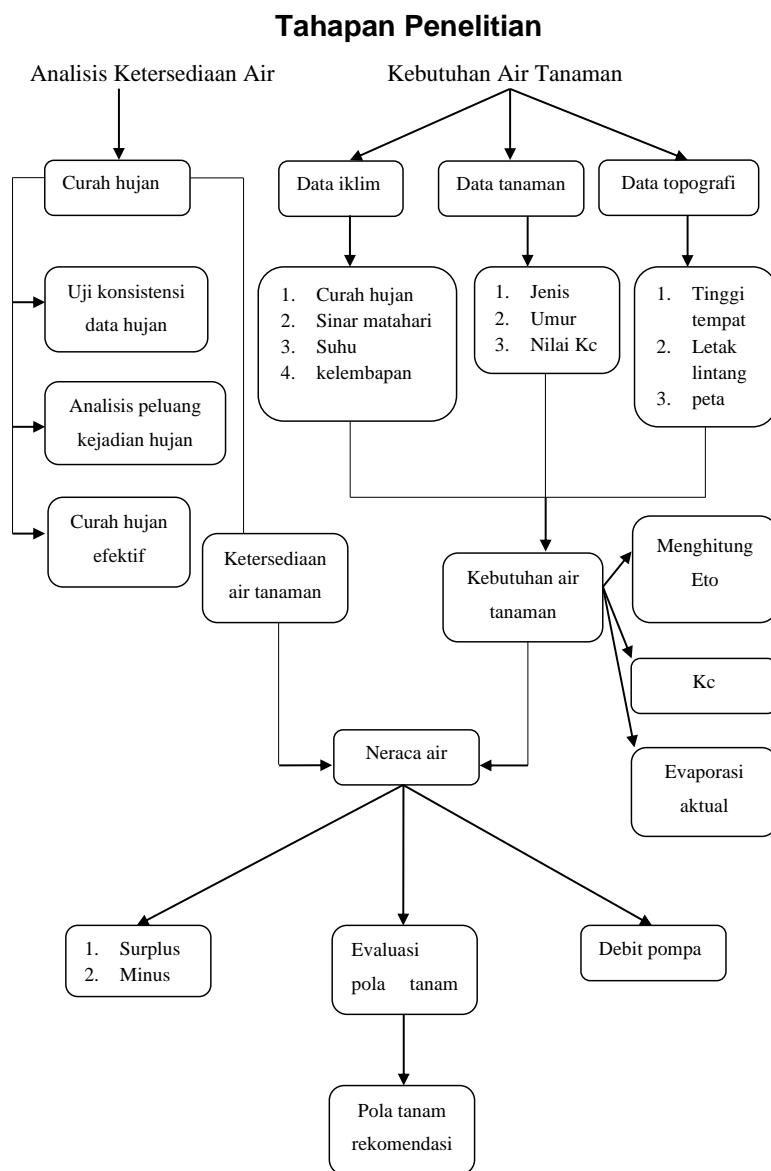 Tahapan Penelitian
Analisis Ketersediaan Air
Kebutuhan Air Tanaman
Curah hujan
Data iklim
Data tanaman
Data topografi
Uji konsistensi
data hujan
1. Curah hujan
2. Sinar matahari
3. Suhu
4. kelembapan
1. Jenis
2. Umur
3. Nilai Kc
1. Tinggi
tempat
2. Letak
lintang
3. peta
Analisis peluang
kejadian hujan
Curah hujan
efektif
Ketersediaan
air tanaman
Kebutuhan air
tanaman
Menghitung
Eto
Kc
Evaporasi
aktual
Neraca air
1. Surplus
2. Minus
Evaluasi
pola tanam
Debit pompa
Pola tanam
rekomendasi